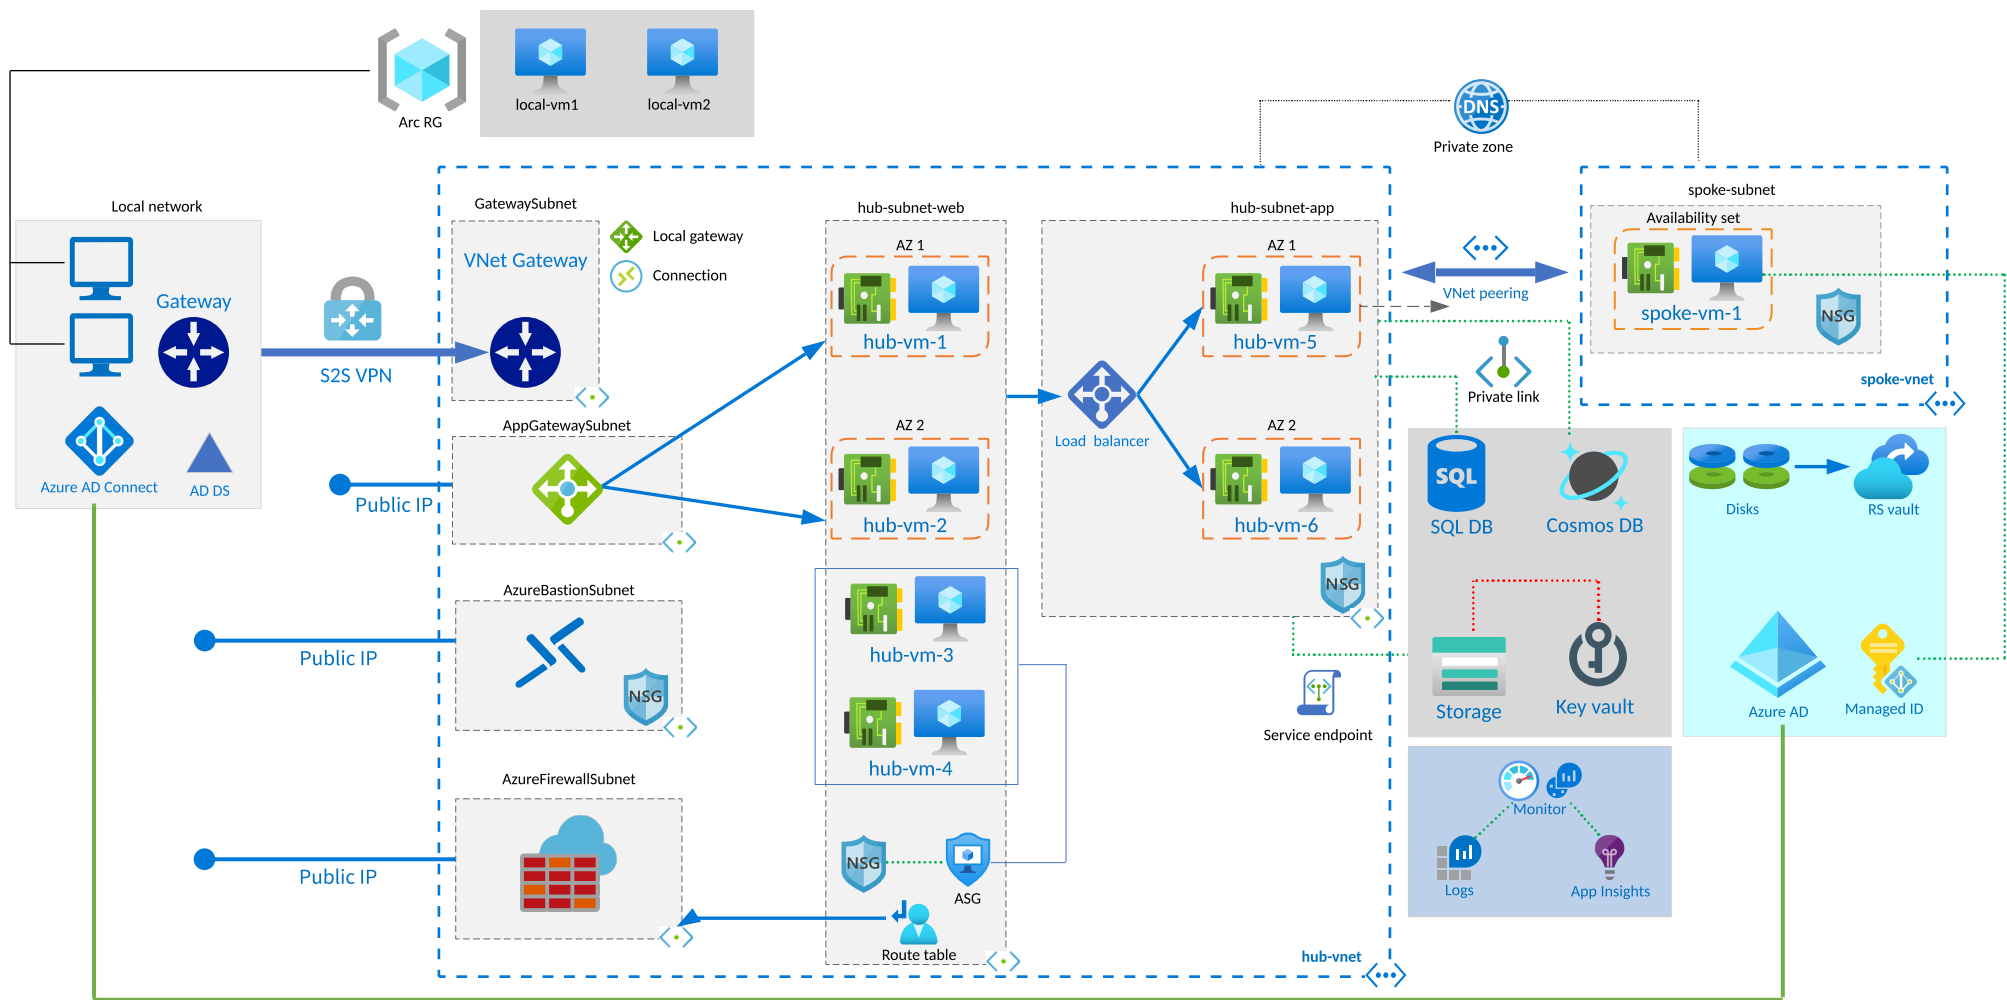 local-vm1
local-vm2
Arc RG
DNS
Private zone
Local network
Gateway
S2S VPN
Azure AD Connect
AD DS
GatewaySubnet
VNet Gateway
Local gateway
Connection
AppGatewaySubnet
Public IP
AzureBastionSubnet
Public IP
NSG
AzureFirewallSubnet
Public IP
hub-subnet-web
AZ 1
hub-vm-1
AZ 2
hub-vm-2
hub-vm-3
hub-vm-4
NSG
ASG
Route table
hub-subnet-app
AZ 1
hub-vm-5
Load balancer
AZ 2
hub-vm-6
NSG
Service endpoint
hub-vnet
VNet peering
Private link
spoke-subnet
Availability set
spoke-vm-1
NSG
spoke-vnet
SQL
SQL DB
Cosmos DB
Storage
Key vault
Disks
RS vault
Azure AD
Managed ID
Monitor
Logs
App Insights